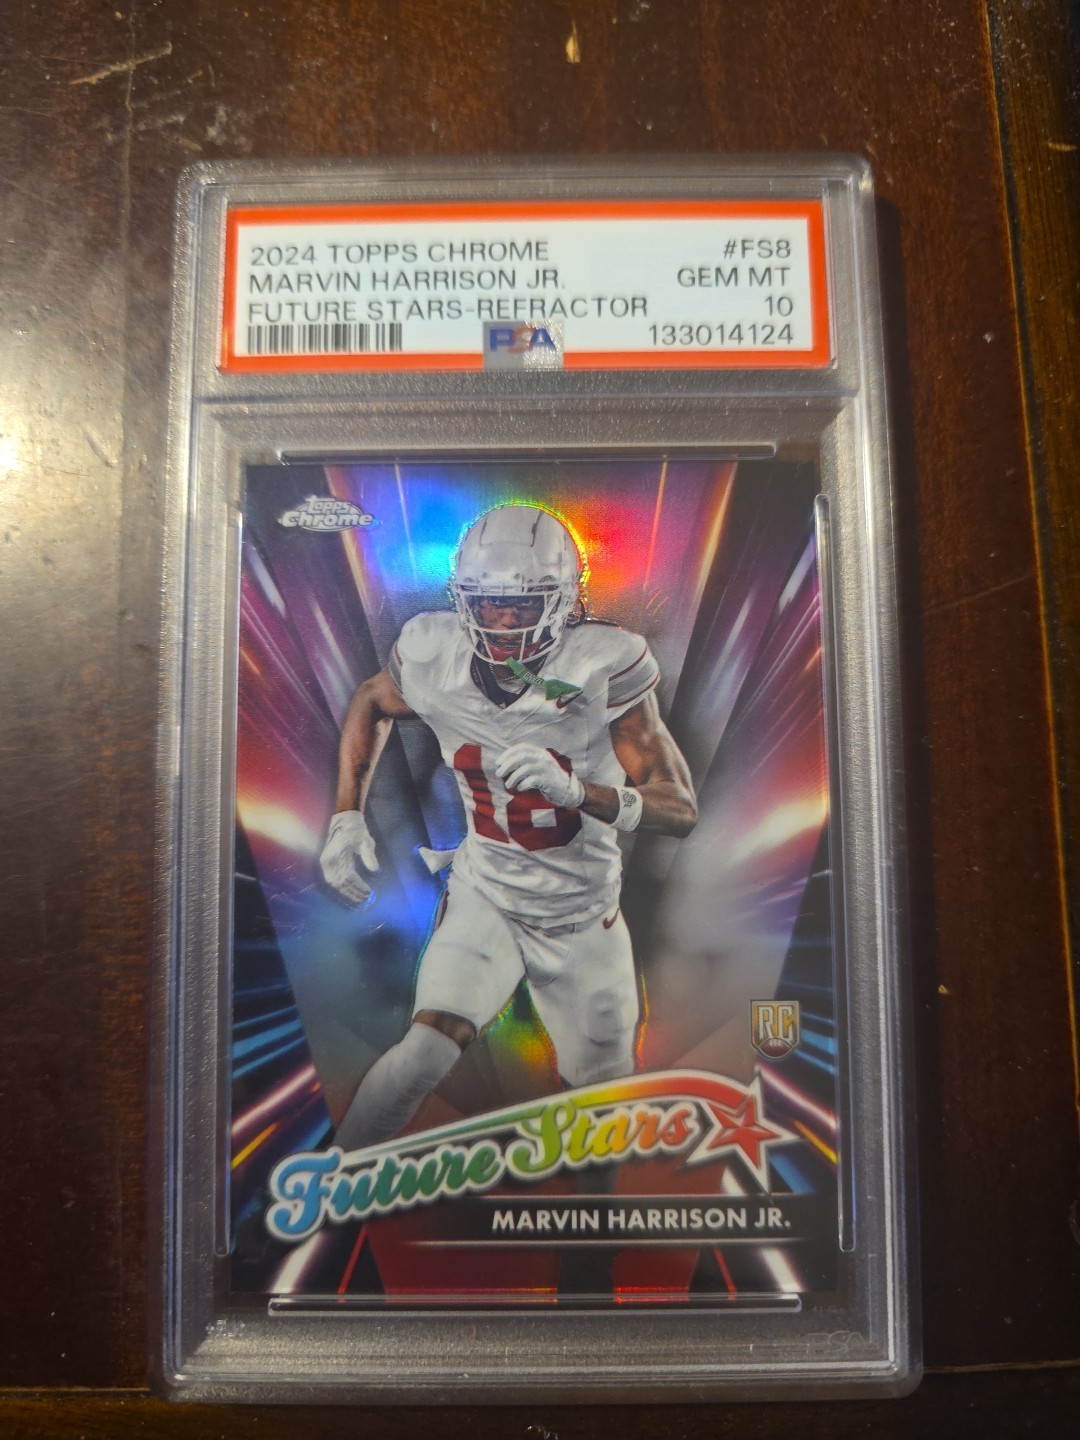 2024 TOPPS CHROME #FS8
MARVIN HARRISON JR. GEM MT
FUTURE STARS-REFRACTOR 10
PSA 133014124
Topps
Chrome
18
RC
Future Stars
MARVIN HARRISON JR.
PSA